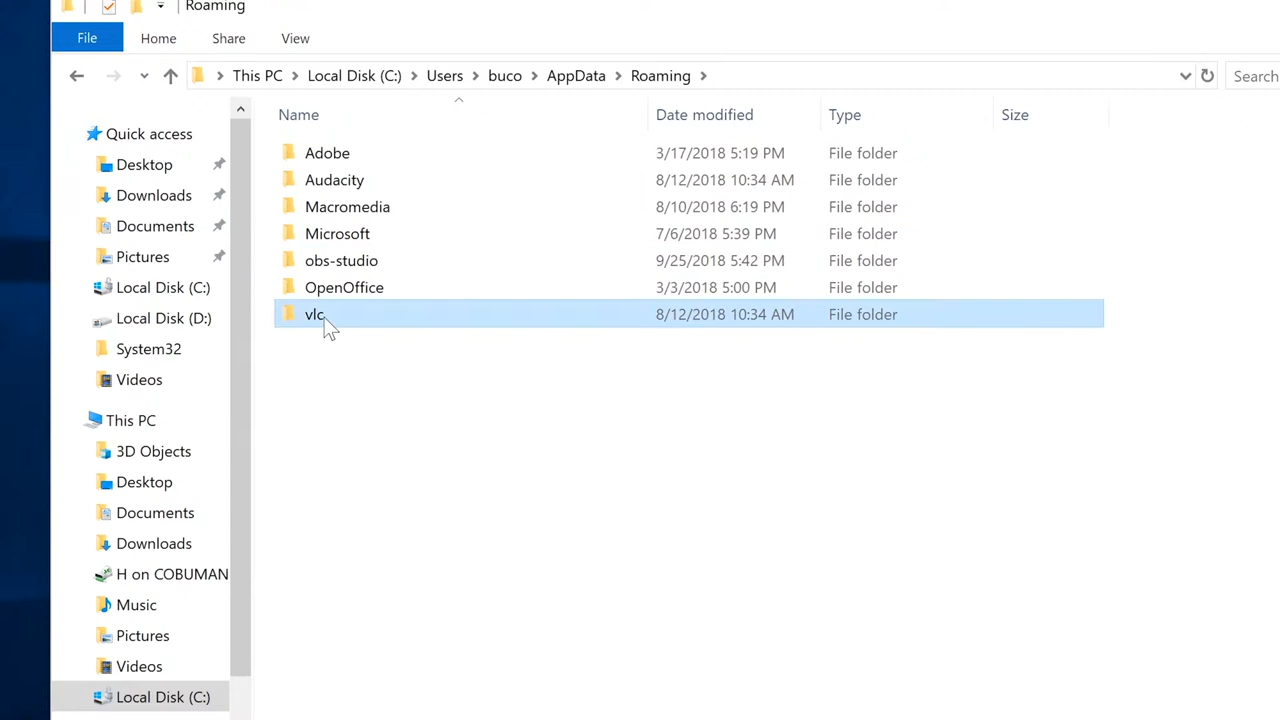 Roaming
File Home Share View
This PC Local Disk (C:) Users buco AppData Roaming Search
Name Date modified Type Size
Quick access
Desktop
Downloads
Documents
Pictures
Local Disk (C:)
Local Disk (D:)
System32
Videos
This PC
3D Objects
Desktop
Documents
Downloads
H on COBUMAN
Music
Pictures
Videos
Local Disk (C:)
Adobe 3/17/2018 5:19 PM File folder
Audacity 8/12/2018 10:34 AM File folder
Macromedia 8/10/2018 6:19 PM File folder
Microsoft 7/6/2018 5:39 PM File folder
obs-studio 9/25/2018 5:42 PM File folder
OpenOffice 3/3/2018 5:00 PM File folder
vlc 8/12/2018 10:34 AM File folder